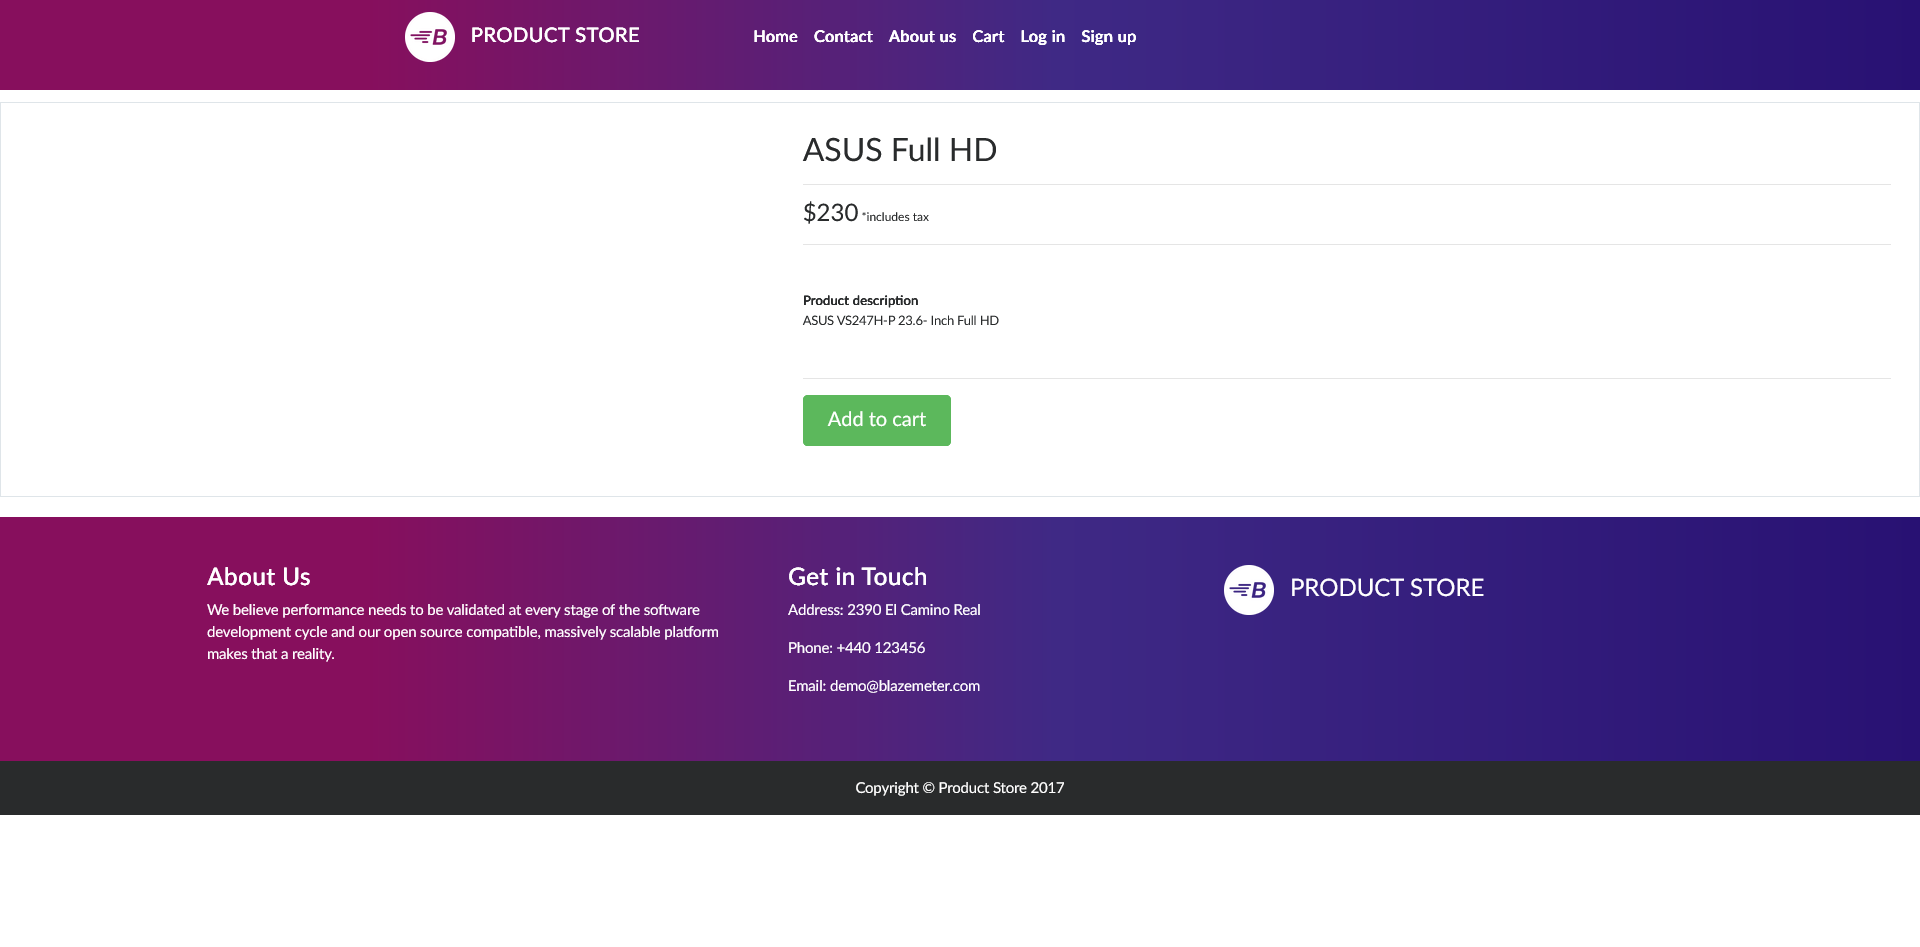 B PRODUCT STORE
Home Contact About us Cart Log in Sign up
ASUS Full HD
$230 *includes tax
Product description
ASUS VS247H-P 23.6- Inch Full HD
Add to cart
About Us
We believe performance needs to be validated at every stage of the software
development cycle and our open source compatible, massively scalable platform
makes that a reality.
Get in Touch
Address: 2390 El Camino Real
Phone: +440 123456
Email: demo@blazemeter.com
B PRODUCT STORE
Copyright © Product Store 2017